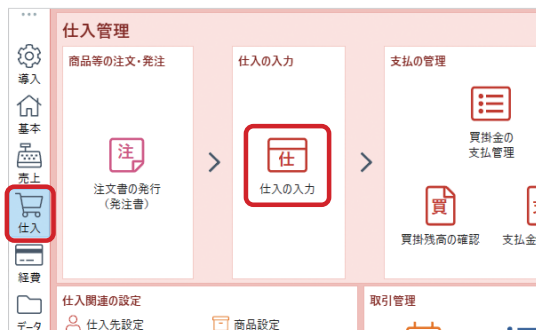 仕入管理
導入
基本
売上
仕入
経費
データ
商品等の注文・発注
注
注文書の発行
(発注書)
仕入の入力
仕
仕入の入力
支払の管理
買掛金の
支払管理
買
買掛残高の確認
支払金
仕入関連の設定
仕入先設定
商品設定
取引管理